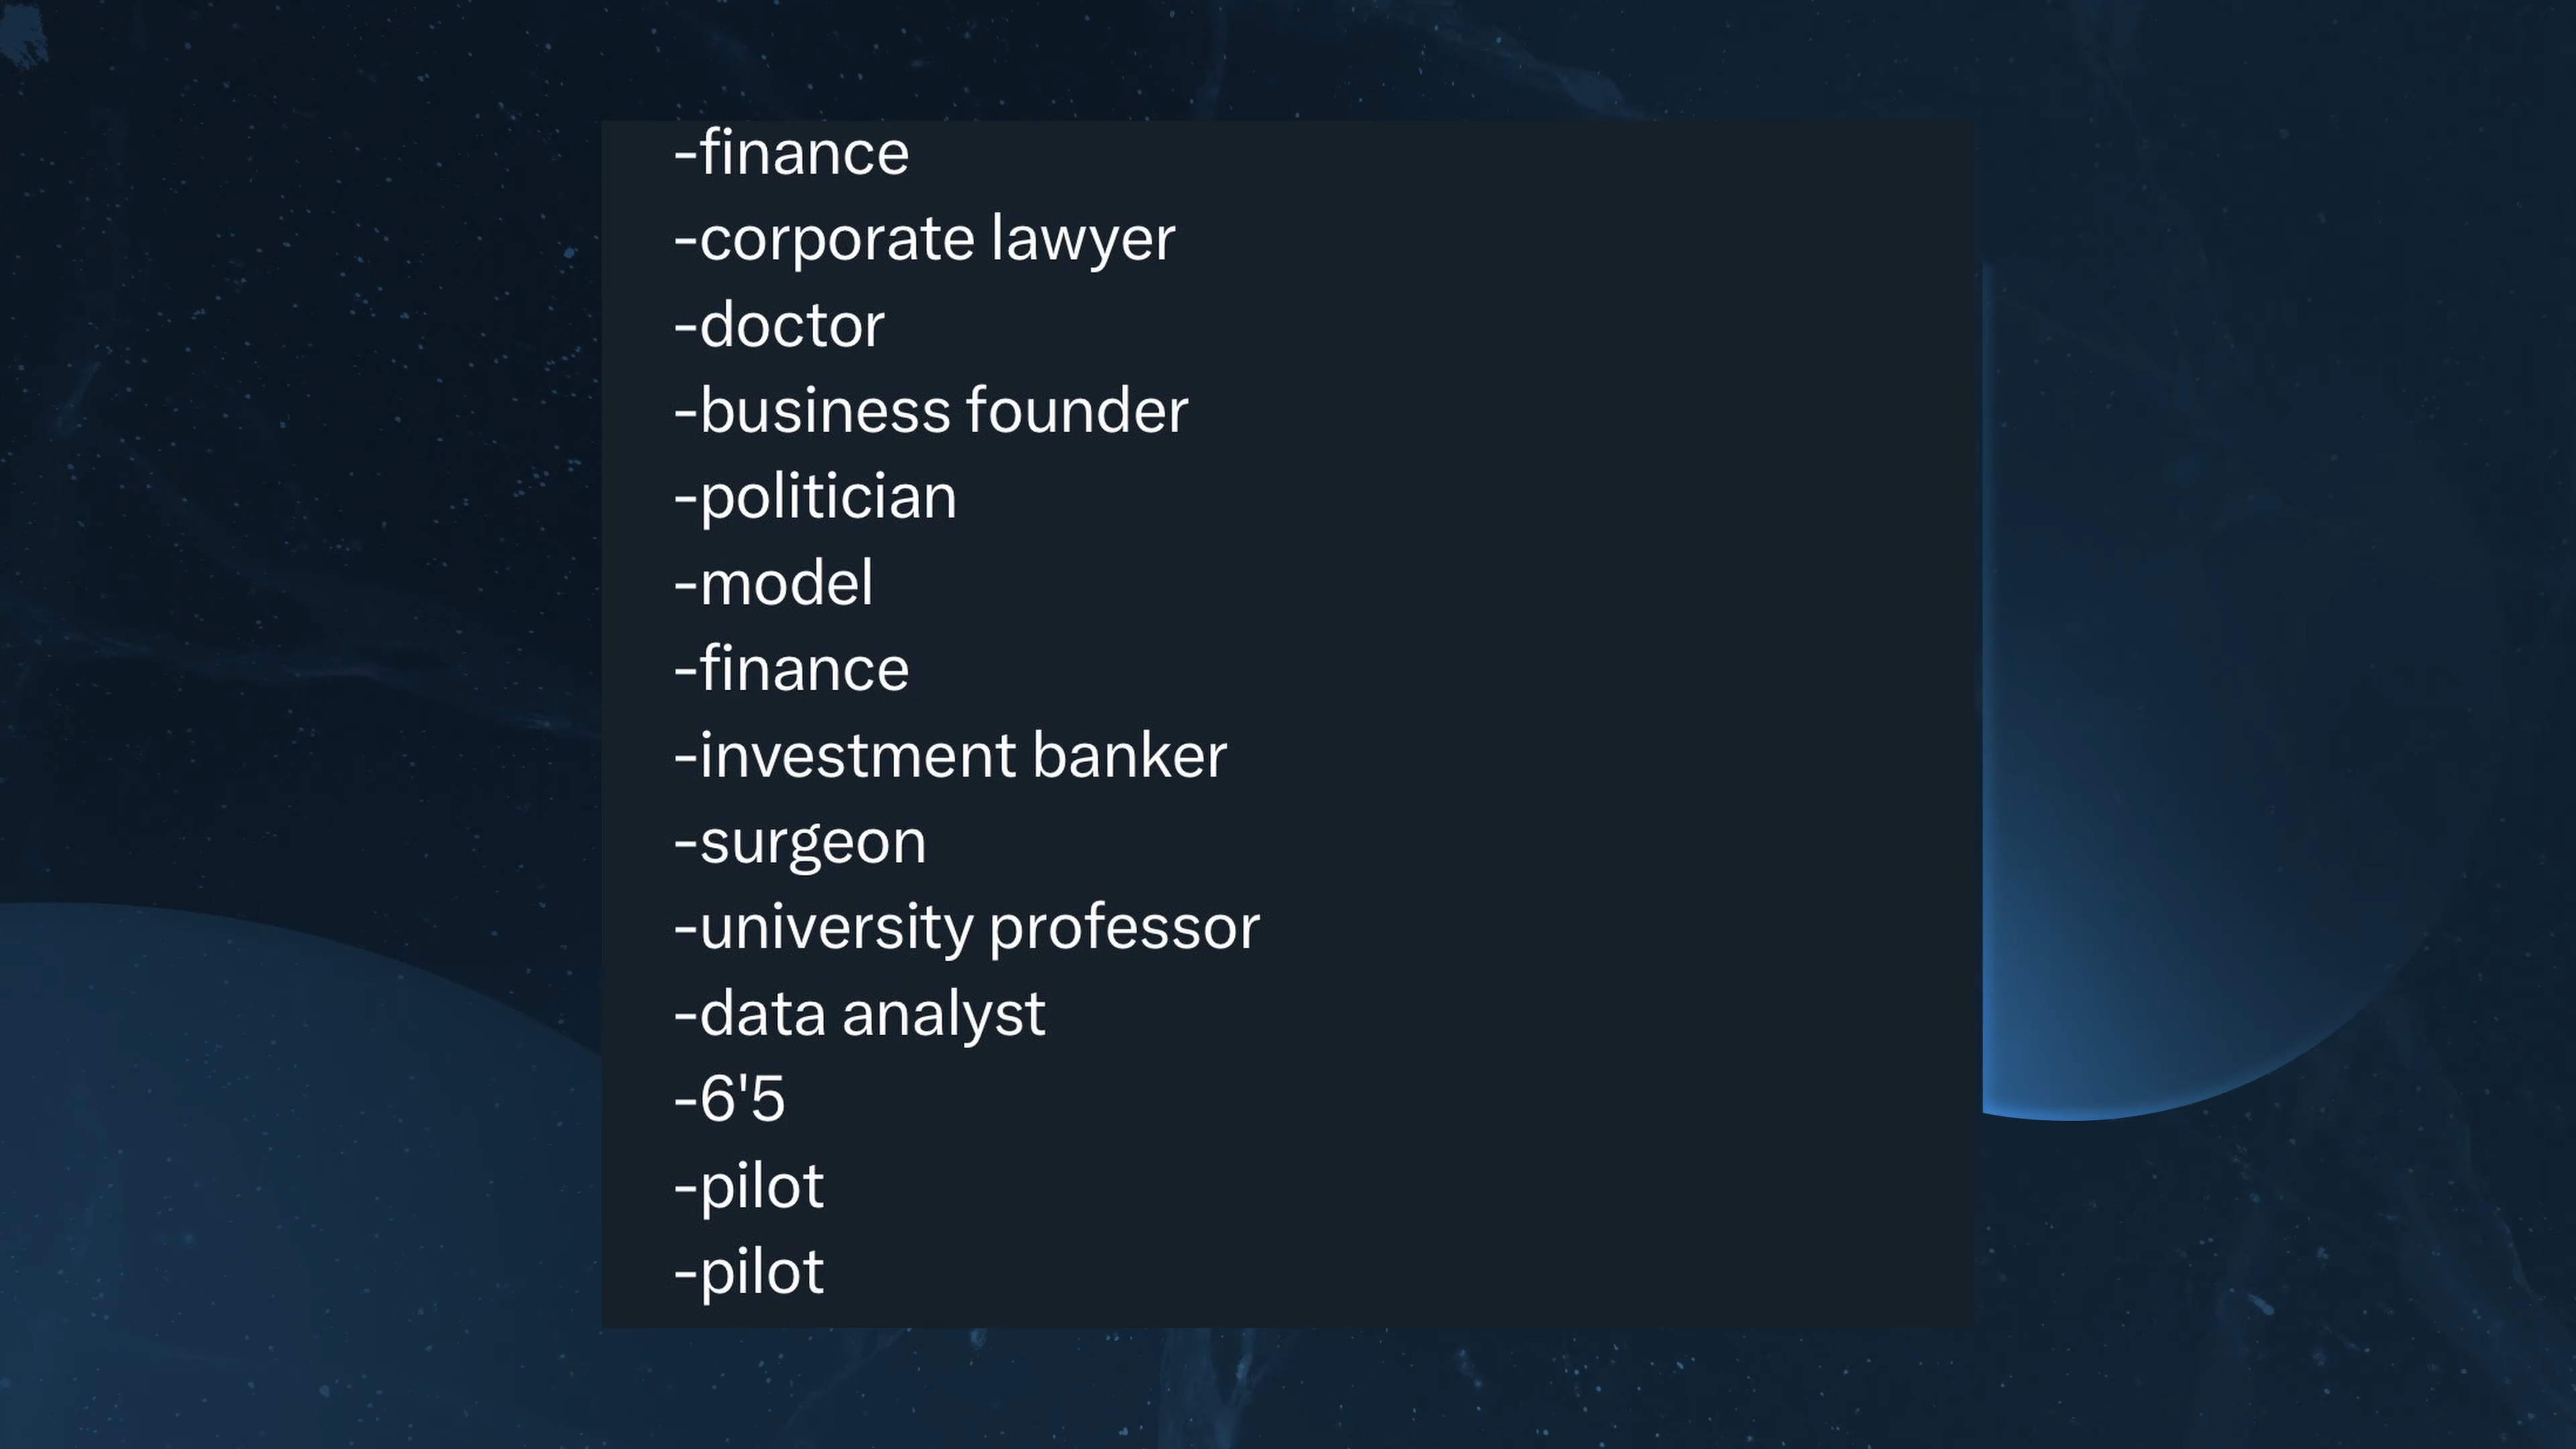 -finance
-corporate lawyer
-doctor
-business founder
-politician
-model
-finance
-investment banker
-surgeon
-university professor
-data analyst
-6'5
-pilot
-pilot